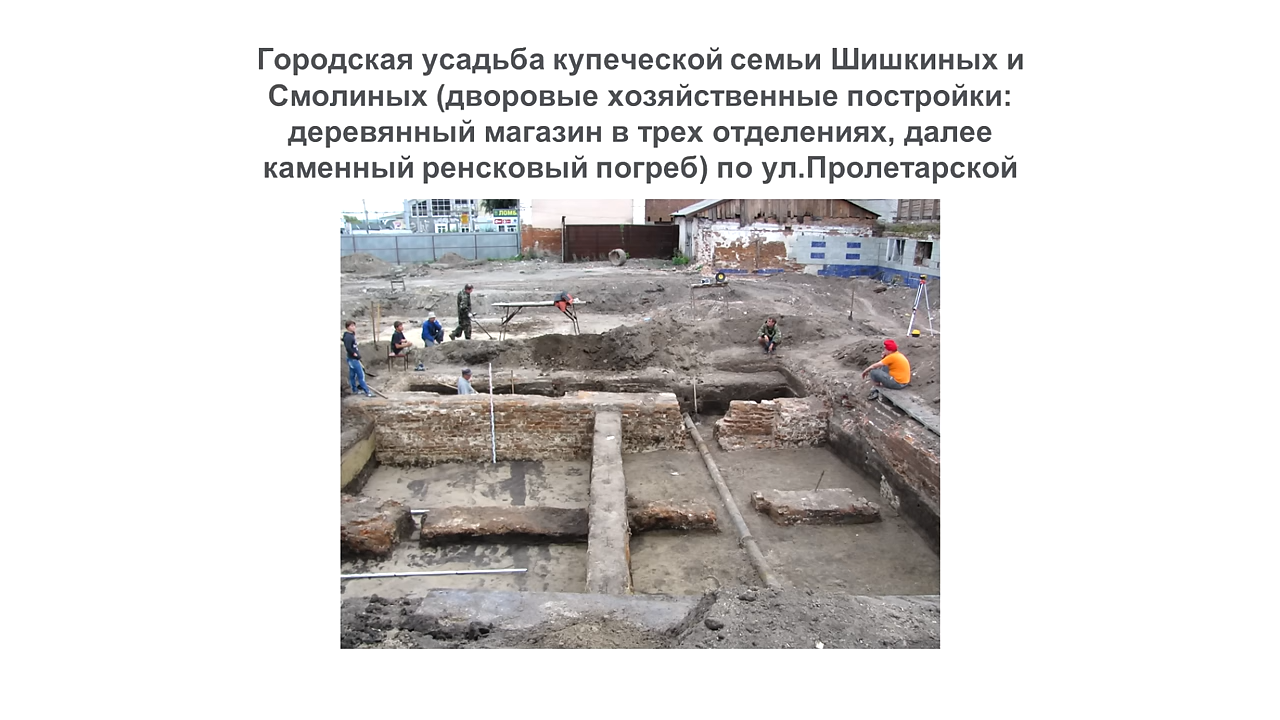 Городская усадьба купеческой семьи Шишкиных и
Смолиных (дворовые хозяйственные постройки:
деревянный магазин в трех отделениях, далее
каменный ренсковый погреб) по ул.Пролетарской
ЛОМБ